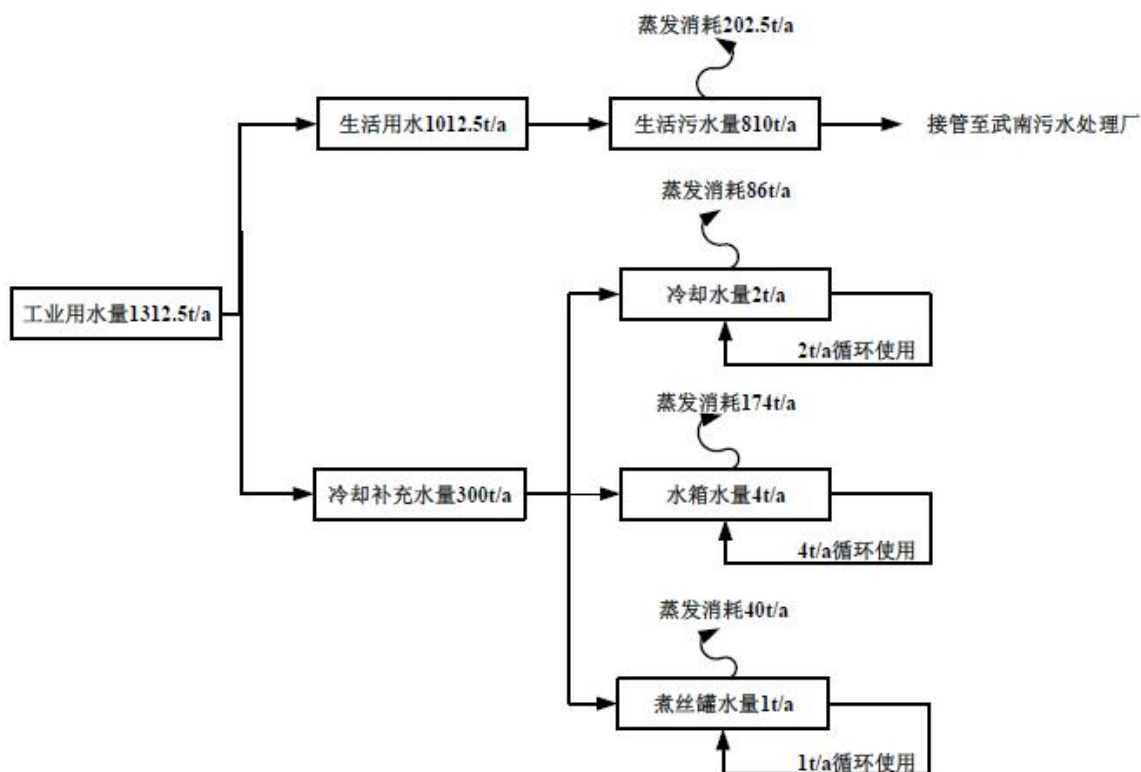 蒸发消耗202.5t/a
生活用水1012.5t/a
生活污水量810t/a
接管至武南污水处理厂
蒸发消耗86t/a
冷却水量2t/a
工业用水量1312.5t/a
2t/a循环使用
蒸发消耗174t/a
冷却补充水量300t/a
水箱水量4t/a
4t/a循环使用
蒸发消耗40t/a
煮丝罐水量1t/a
1t/a循环使用